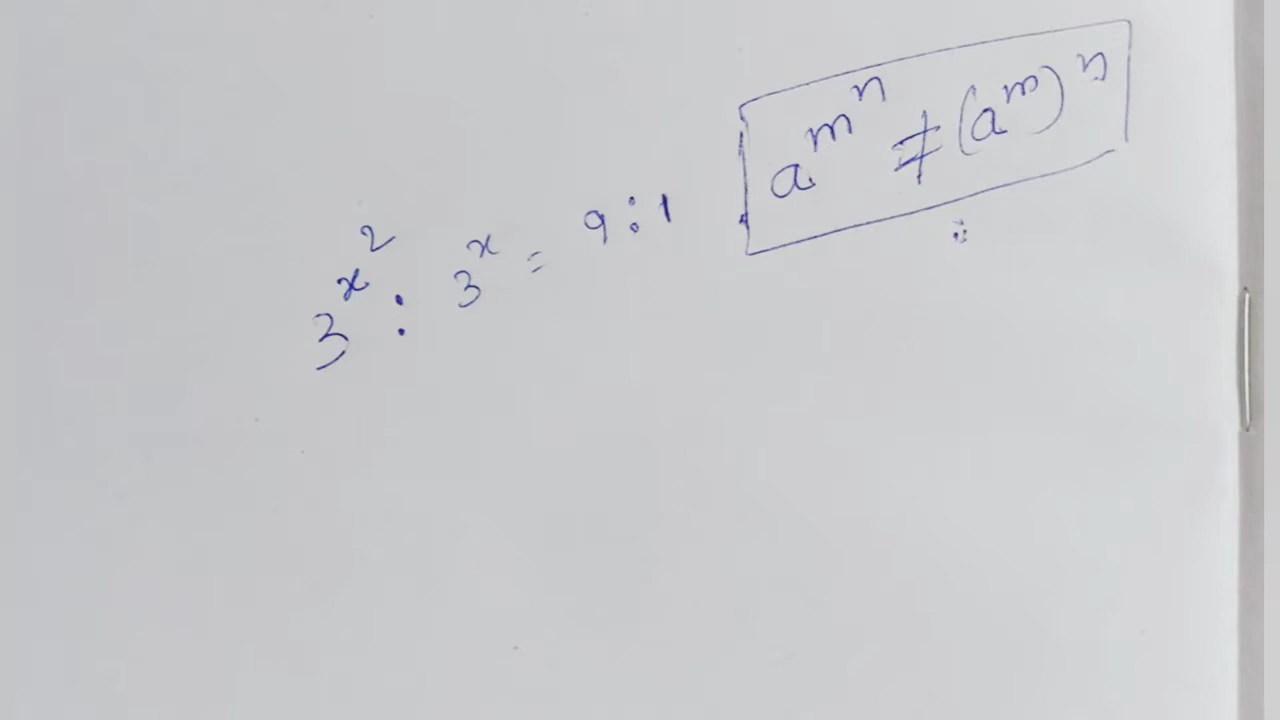 a^{m^n} ≠ (a^m)^n
3^{x^2} : 3^x = 9 : 1